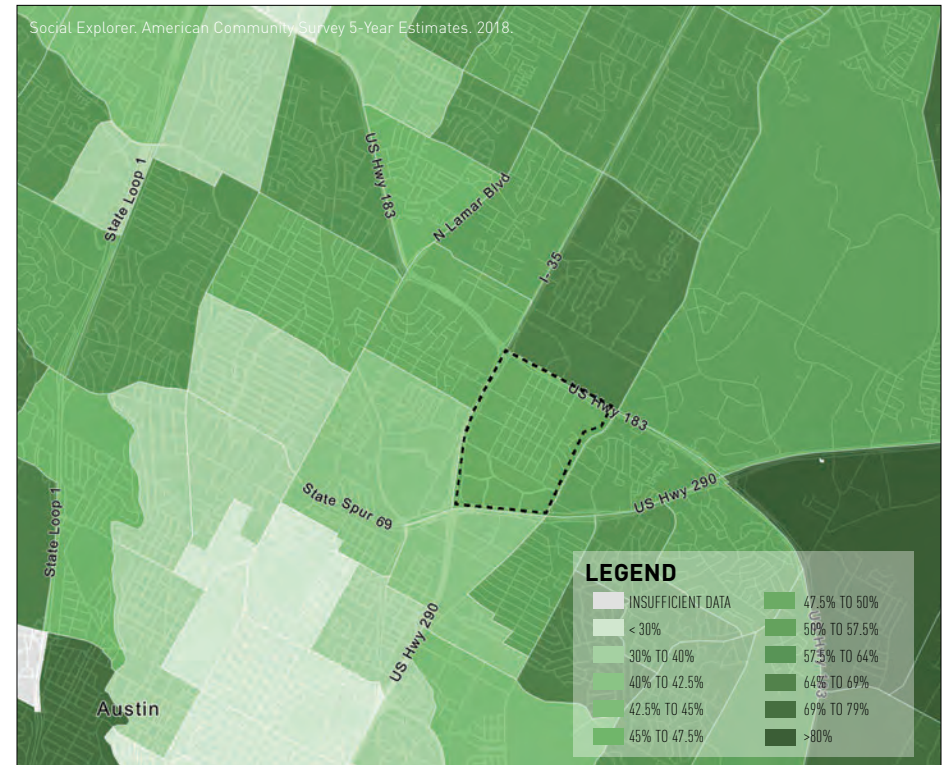 Social Explorer. American Community Survey 5-Year Estimates. 2018.
State Loop 1
US Hwy 183
N Lamar Blvd
I- 35
US Hwy 183
US Hwy 290
State Spur 69
State Loop 1
US Hwy 290
Austin
LEGEND
INSUFFICIENT DATA
< 30%
30% TO 40%
40% TO 42.5%
42.5% TO 45%
45% TO 47.5%
47.5% TO 50%
50% TO 57.5%
57.5% TO 64%
64% TO 69%
69% TO 79%
>80%